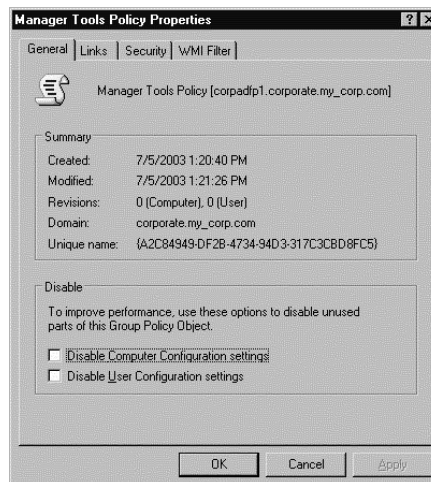 Manager Tools Policy Properties
General Links Security WMI Filter
Manager Tools Policy [corpadfp1.corporate.my_corp.com]
Summary
Created: 7/5/2003 1:20:40 PM
Modified: 7/5/2003 1:21:26 PM
Revisions: 0 (Computer), 0 (User)
Domain: corporate.my_corp.com
Unique name: {A2C84949-DF2B-4734-94D3-317C3CBD8FC5}
Disable
To improve performance, use these options to disable unused
parts of this Group Policy Object.
Disable Computer Configuration settings
Disable User Configuration settings
OK Cancel Apply